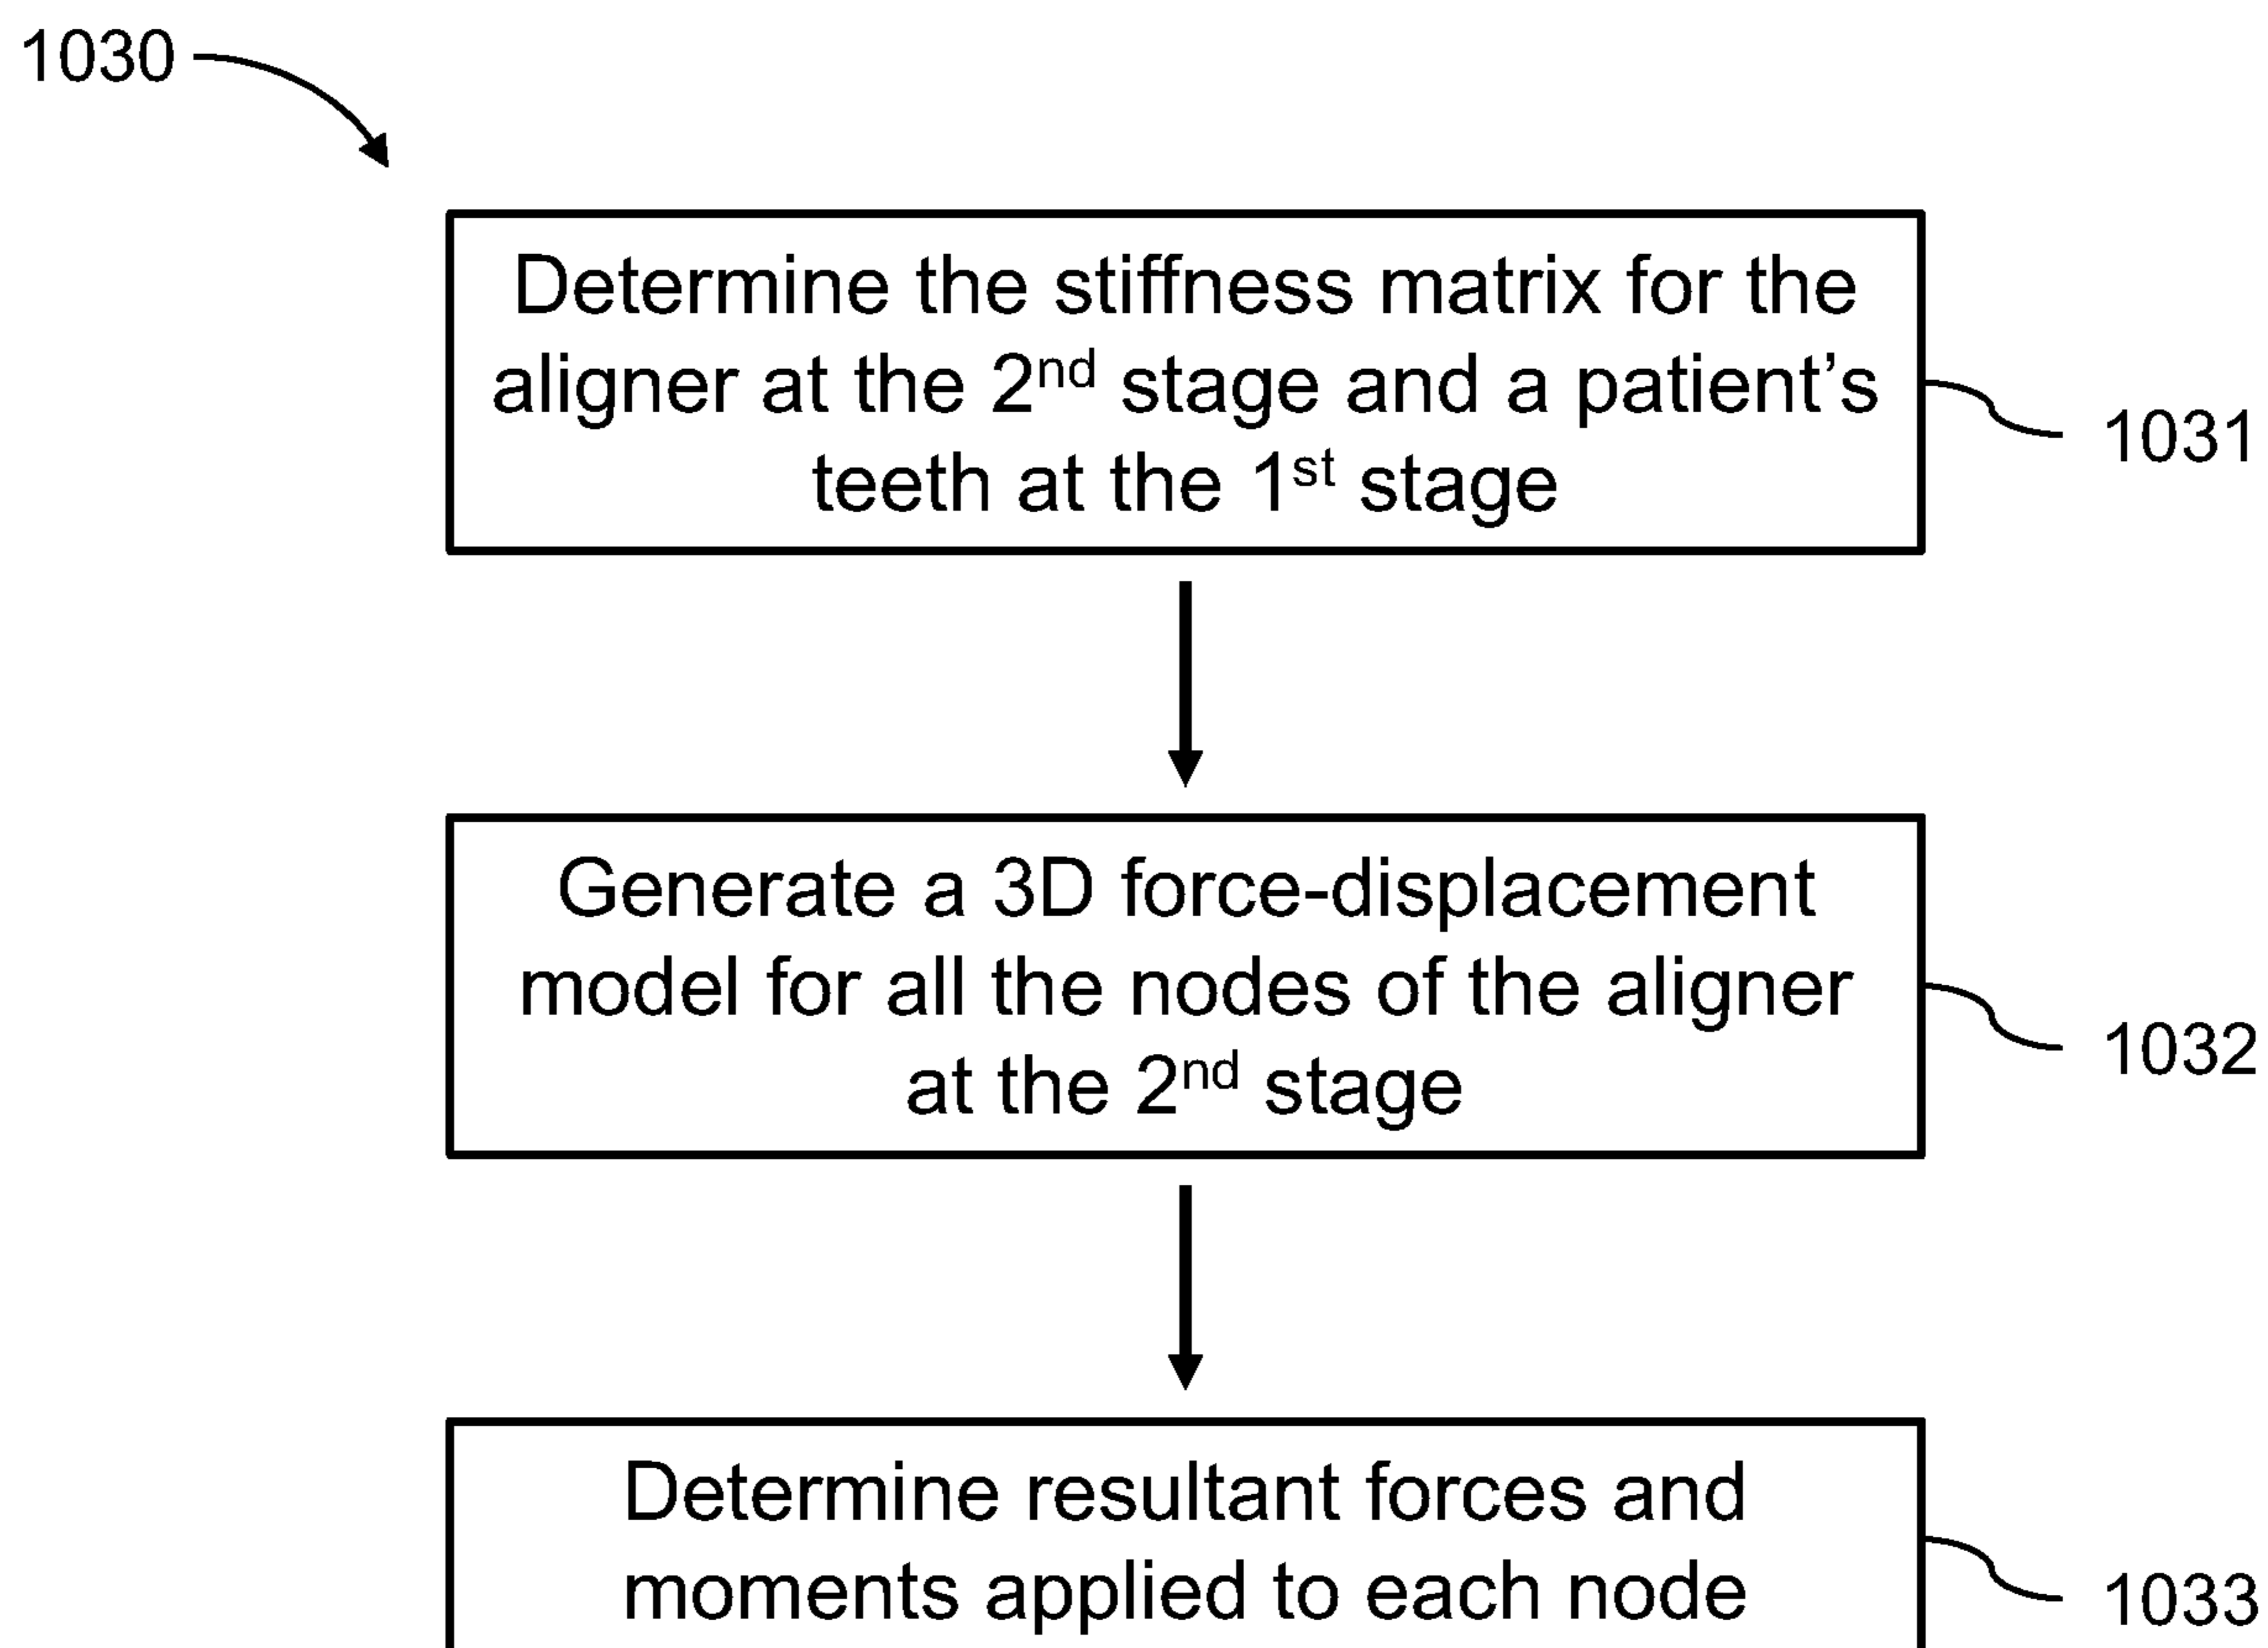 1030
Determine the stiffness matrix for the
aligner at the 2nd stage and a patient's
teeth at the 1st stage
1031
Generate a 3D force-displacement
model for all the nodes of the aligner
at the 2nd stage
1032
Determine resultant forces and
moments applied to each node
1033